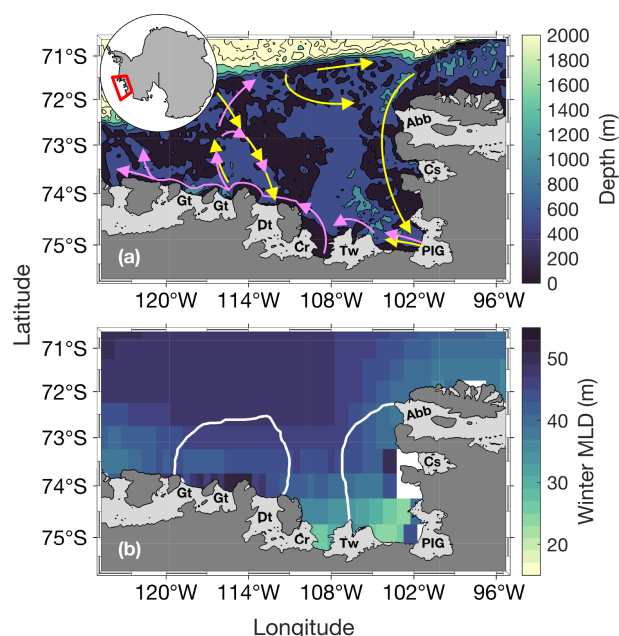 71°S
72°S
73°S
74°S
75°S
Abb
Cs
Gt
Gt
Dt
Cr
Tw
PIG
(a)
120°W 114°W 108°W 102°W 96°W
2000
1800
1600
1400
1200
1000
800
600
400
200
0
Depth (m)
Latitude
71°S
72°S
73°S
74°S
75°S
Abb
Cs
Gt
Gt
Dt
Cr
Tw
PIG
(b)
120°W 114°W 108°W 102°W 96°W
50
40
30
20
Winter MLD (m)
Longitude